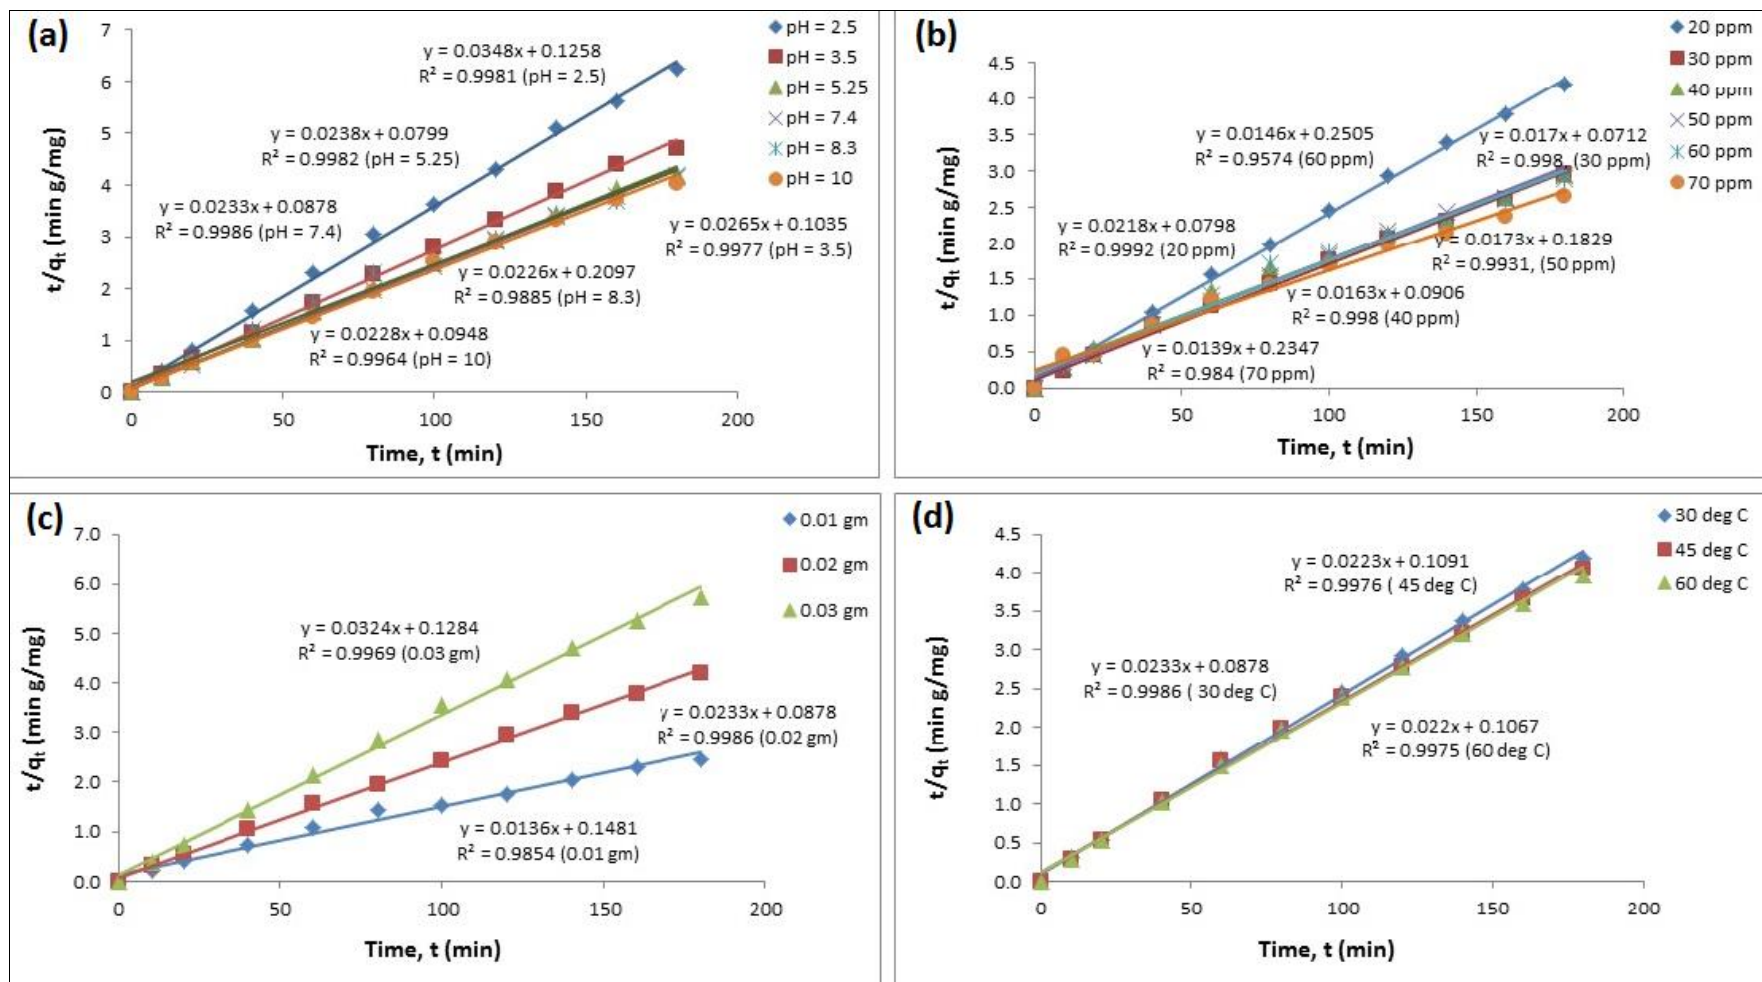 (a)
t/qt (min g/mg)
7
6
5
4
3
2
1
0
0 50 100 150 200
Time, t (min)
y = 0.0348x + 0.1258
R² = 0.9981 (pH = 2.5)
y = 0.0238x + 0.0799
R² = 0.9982 (pH = 5.25)
y = 0.0233x + 0.0878
R² = 0.9986 (pH = 7.4)
y = 0.0265x + 0.1035
R² = 0.9977 (pH = 3.5)
y = 0.0226x + 0.2097
R² = 0.9885 (pH = 8.3)
y = 0.0228x + 0.0948
R² = 0.9964 (pH = 10)
pH = 2.5
pH = 3.5
pH = 5.25
pH = 7.4
pH = 8.3
pH = 10
(b)
t/qt (min g/mg)
4.5
4.0
3.5
3.0
2.5
2.0
1.5
1.0
0.5
0.0
0 50 100 150 200
Time, t (min)
y = 0.0146x + 0.2505
R² = 0.9574 (60 ppm)
y = 0.017x + 0.0712
R² = 0.998, (30 ppm)
y = 0.0218x + 0.0798
R² = 0.9992 (20 ppm)
y = 0.0173x + 0.1829
R² = 0.9931, (50 ppm)
y = 0.0163x + 0.0906
R² = 0.998 (40 ppm)
y = 0.0139x + 0.2347
R² = 0.984 (70 ppm)
20 ppm
30 ppm
40 ppm
50 ppm
60 ppm
70 ppm
(c)
t/qt (min g/mg)
7.0
6.0
5.0
4.0
3.0
2.0
1.0
0.0
0 50 100 150 200
Time, t (min)
y = 0.0324x + 0.1284
R² = 0.9969 (0.03 gm)
y = 0.0233x + 0.0878
R² = 0.9986 (0.02 gm)
y = 0.0136x + 0.1481
R² = 0.9854 (0.01 gm)
0.01 gm
0.02 gm
0.03 gm
(d)
t/qt (min g/mg)
4.5
4.0
3.5
3.0
2.5
2.0
1.5
1.0
0.5
0.0
0 50 100 150 200
Time, t (min)
y = 0.0223x + 0.1091
R² = 0.9976 ( 45 deg C)
y = 0.0233x + 0.0878
R² = 0.9986 ( 30 deg C)
y = 0.022x + 0.1067
R² = 0.9975 (60 deg C)
30 deg C
45 deg C
60 deg C